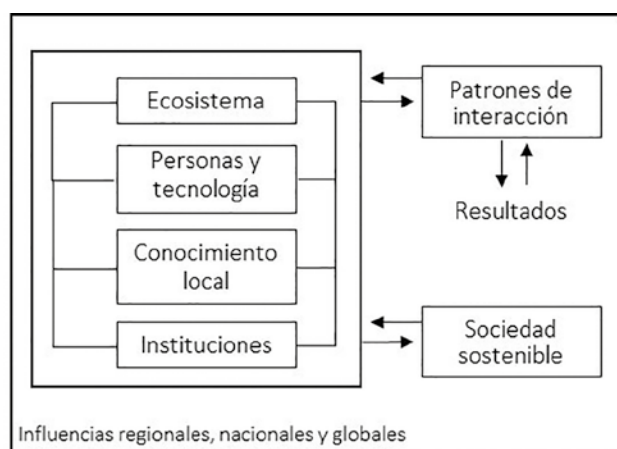 Ecosistema
Personas y
tecnología
Conocimiento
local
Instituciones
Patrones de
interacción
Resultados
Sociedad
sostenible
Influencias regionales, nacionales y globales